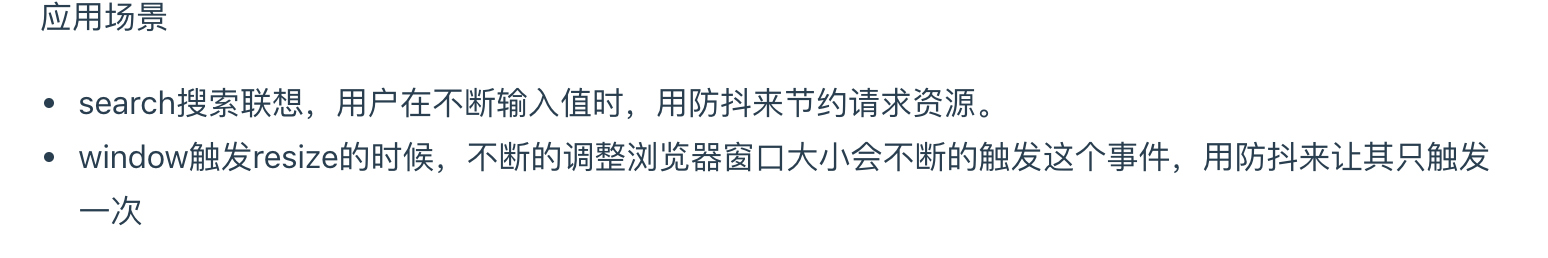 应用场景
• search搜索联想，用户在不断输入值时，用防抖来节约请求资源。
• window触发resize的时候，不断的调整浏览器窗口大小会不断的触发这个事件，用防抖来让其只触发
一次